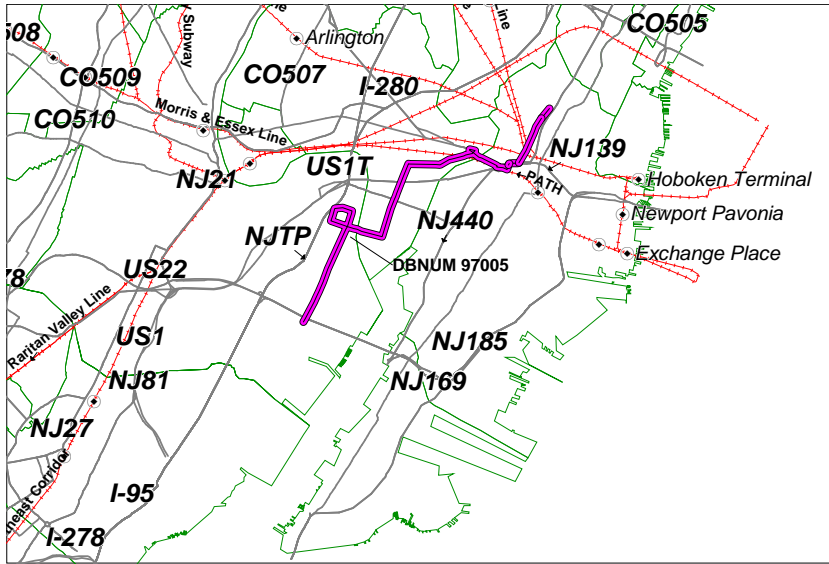 508
CO505
Subway
Line
Arlington
CO509
CO507
I-280
CO510
Morris & Essex Line
NJ139
US1T
NJ21
PATH
Hoboken Terminal
Newport Pavonia
NJ440
NJTP
Exchange Place
DBNUM 97005
78
US22
Raritan Valley Line
US1
NJ185
NJ81
NJ169
NJ27
theast Corridor
I-95
I-278